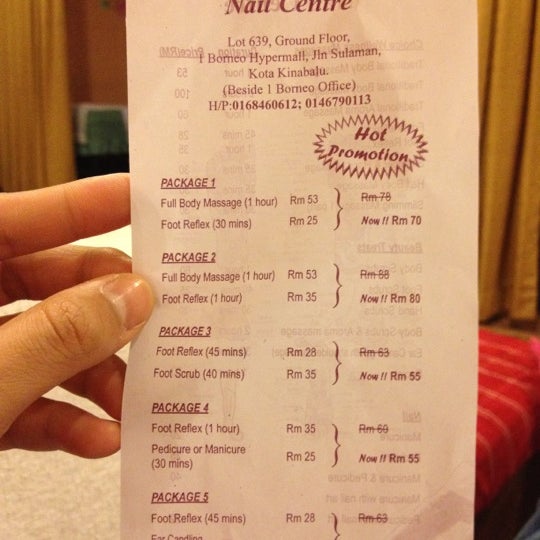 Nail Centre
Lot 639, Ground Floor,
1 Borneo Hypermall, Jln Sulaman,
Kota Kinabalu.
(Beside 1 Borneo Office)
H/P:0168460612; 0146790113
Hot
Promotion
PACKAGE 1
Full Body Massage (1 hour) Rm 53 Rm 78
Foot Reflex (30 mins) Rm 25 Now !! Rm 70
PACKAGE 2
Full Body Massage (1 hour) Rm 53 Rm 88
Foot Reflex (1 hour) Rm 35 Now !! Rm 80
PACKAGE 3
Foot Reflex (45 mins) Rm 28 Rm 63
Foot Scrub (40 mins) Rm 35 Now !! Rm 55
PACKAGE 4
Foot Reflex (1 hour) Rm 35 Rm 60
Pedicure or Manicure Rm 25 Now !! Rm 55
(30 mins)
PACKAGE 5
Foot Reflex (45 mins) Rm 28 Rm 63
Ear Candling